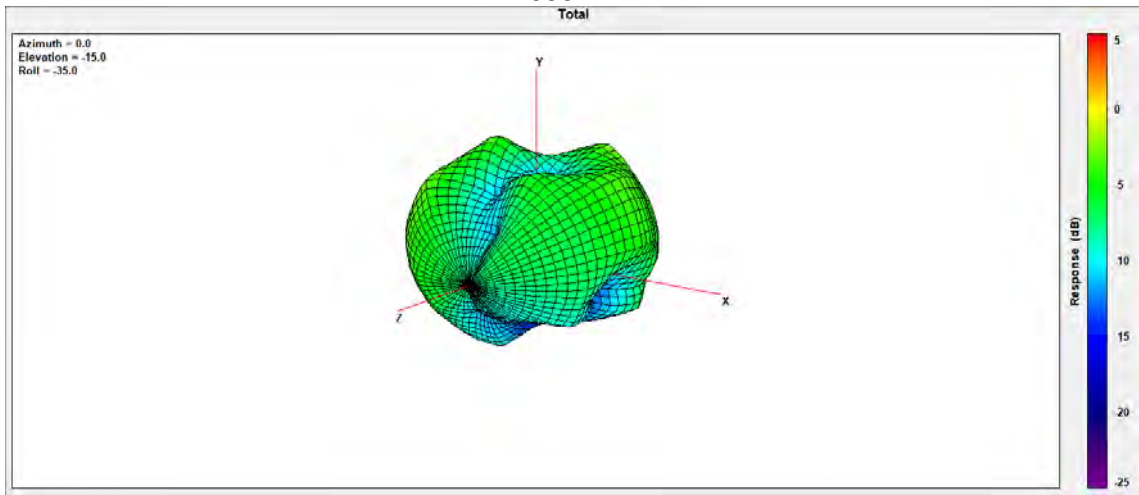 Total
Azimuth = 0.0
Elevation = -15.0
Roll = -35.0
Y
X
Z
5
0
-5
10
-15
-20
-25
Response (dB)